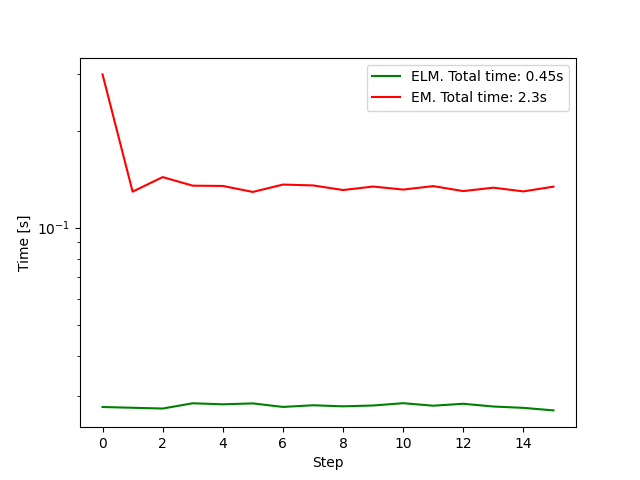 ELM. Total time: 0.45s
EM. Total time: 2.3s
Time [s]
10⁻¹
0 2 4 6 8 10 12 14
Step